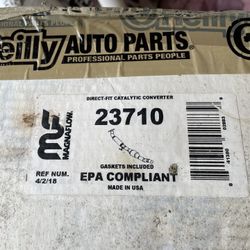 Reilly
AUTO PARTS
PROFESSIONAL PARTS PEOPLE
DIRECT-FIT CATALYTIC CONVERTER
23710
MAGNAFLOW
GASKETS INCLUDED
REF NUM.
EPA COMPLIANT
4/2/18
MADE IN USA